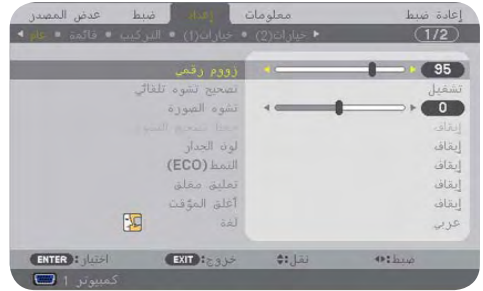 عرض المصدر ضبط إعداد معلومات إعادة ضبط
عام • قائمة • التركيب • خيارات(1) • خيارات(2) (1/2)
زووم رقمي 95
تصحيح تشوه تلقائي تشغيل
تشوه الصورة 0
حفظ تصحيح التشوه إيقاف
لون الجدار إيقاف
النمط (ECO) إيقاف
تعليق مغلق إيقاف
أغلق المؤقت إيقاف
لغة عربي
ENTER: اختيار EXIT: خروج نقل: ضبط:
كمبيوتر 1